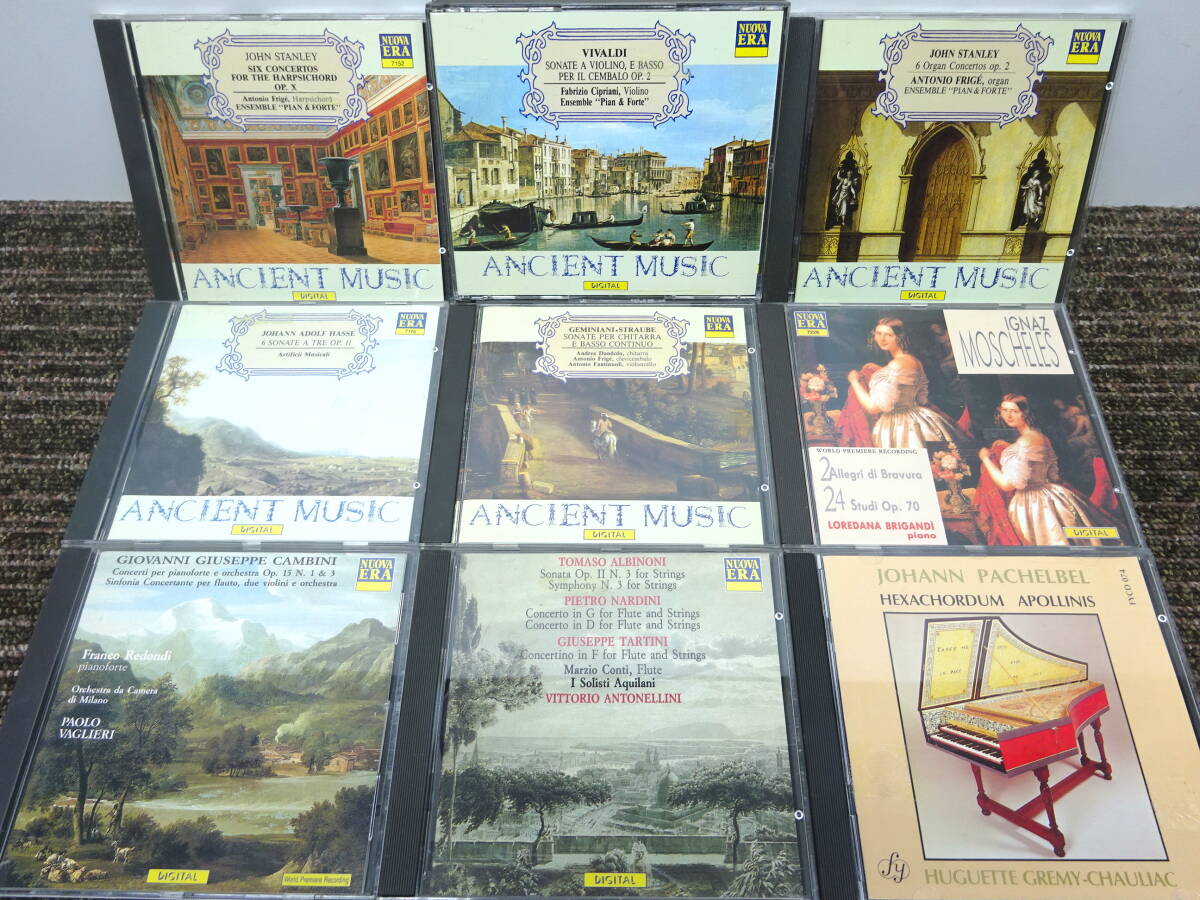 JOHN STANLEY
SIX CONCERTOS
FOR THE HARPSICHORD
OP. X
Antonio Frigé, Harpsichord
ENSEMBLE "PIAN & FORTE"
NUOVA
ERA
7152
ANCIENT MUSIC
DIGITAL
VIVALDI
SONATE A VIOLINO, E BASSO
PER IL CEMBALO OP. 2
Fabrizio Cipriani, Violino
Ensemble "Pian & Forte"
NUOVA
ERA
ANCIENT MUSIC
DIGITAL
JOHN STANLEY
6 Organ Concertos op. 2
ANTONIO FRIGÉ, organ
ENSEMBLE "PIAN & FORTE"
NUOVA
ERA
ANCIENT MUSIC
DIGITAL
JOHANN ADOLF HASSE
6 SONATE A TRE OP. II
Artificii Musicali
NUOVA
ERA
ANCIENT MUSIC
DIGITAL
GEMINIANI-STRAUBE
SONATE PER CHITARRA
E BASSO CONTINUO
Andrea Dandolo, chitarra
Antonio Frigé, clavicembalo
Antonio Fantinuoli, violoncello
NUOVA
ERA
ANCIENT MUSIC
DIGITAL
NUOVA
ERA
IGNAZ
MOSCHELES
WORLD PREMIERE RECORDING
2 Allegri di Bravura
24 Studi Op. 70
LOREDANA BRIGANDÌ
piano
DIGITAL
GIOVANNI GIUSEPPE CAMBINI
Concerti per pianoforte e orchestra Op. 15 N. 1 & 3
Sinfonia Concertante per flauto, due violini e orchestra
NUOVA
ERA
Franco Redondi
pianoforte
Orchestra da Camera
di Milano
PAOLO
VAGLIERI
DIGITAL
World Premiere Recording
TOMASO ALBINONI
Sonata Op. II N. 3 for Strings
Symphony N. 3 for Strings
PIETRO NARDINI
Concerto in G for Flute and Strings
Concerto in D for Flute and Strings
GIUSEPPE TARTINI
Concertino in F for Flute and Strings
Marzio Conti, Flute
I Solisti Aquilani
VITTORIO ANTONELLINI
NUOVA
ERA
DIGITAL
JOHANN PACHELBEL
HEXACHORDUM APOLLINIS
FYCD 074
fy
HUGUETTE GREMY-CHAULIAC